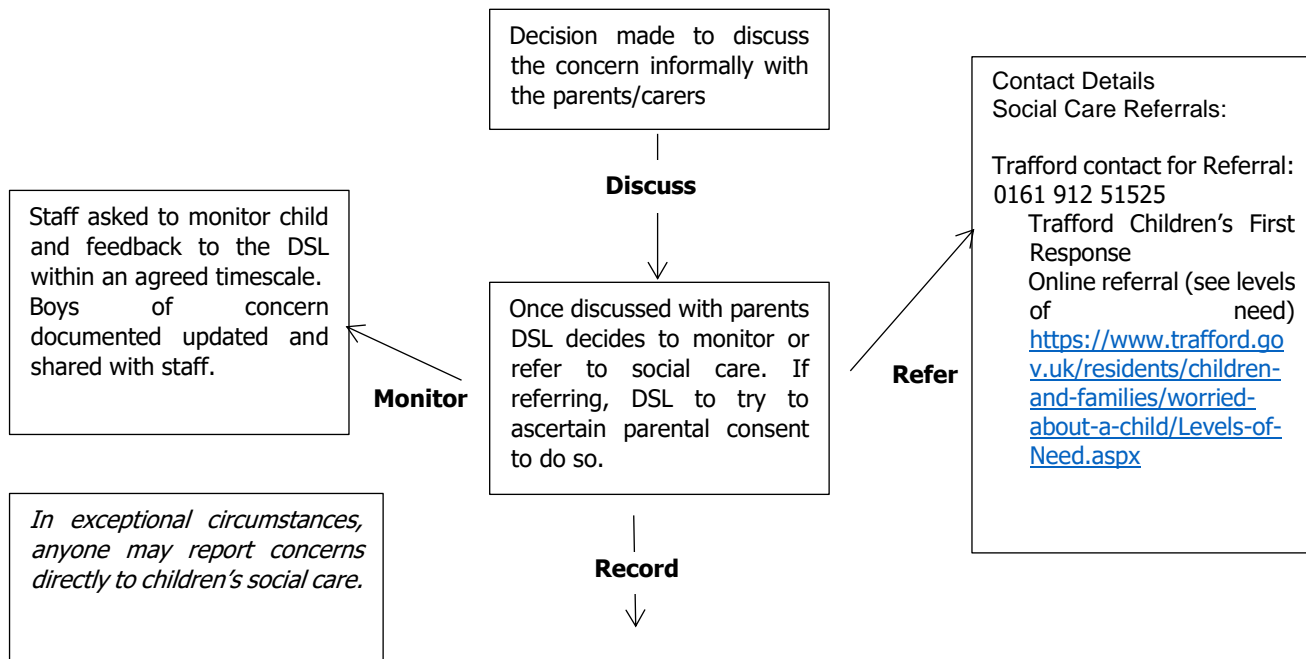 Decision made to discuss
the concern informally with
the parents/carers
Discuss
Contact Details
Social Care Referrals:
Trafford contact for Referral:
0161 912 51525
Trafford Children's First
Response
Online referral (see levels
of need)
https://www.trafford.go
v.uk/residents/children-
and-families/worried-
about-a-child/Levels-of-
Need.aspx
Staff asked to monitor child
and feedback to the DSL
within an agreed timescale.
Boys of concern
documented updated and
shared with staff.
Monitor
Once discussed with parents
DSL decides to monitor or
refer to social care. If
referring, DSL to try to
ascertain parental consent
to do so.
Refer
In exceptional circumstances,
anyone may report concerns
directly to children's social care.
Record